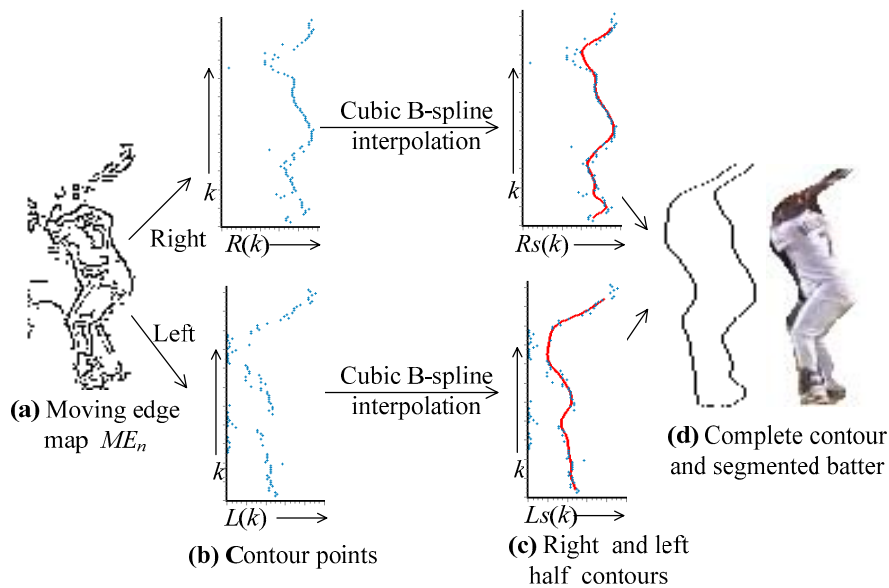 Cubic B-spline
interpolation
k
k
Right
R(k)
Rs(k)
Left
Cubic B-spline
interpolation
(a) Moving edge
map MEn
k
k
(d) Complete contour
and segmented batter
L(k)
Ls(k)
(b) Contour points
(c) Right and left
half contours